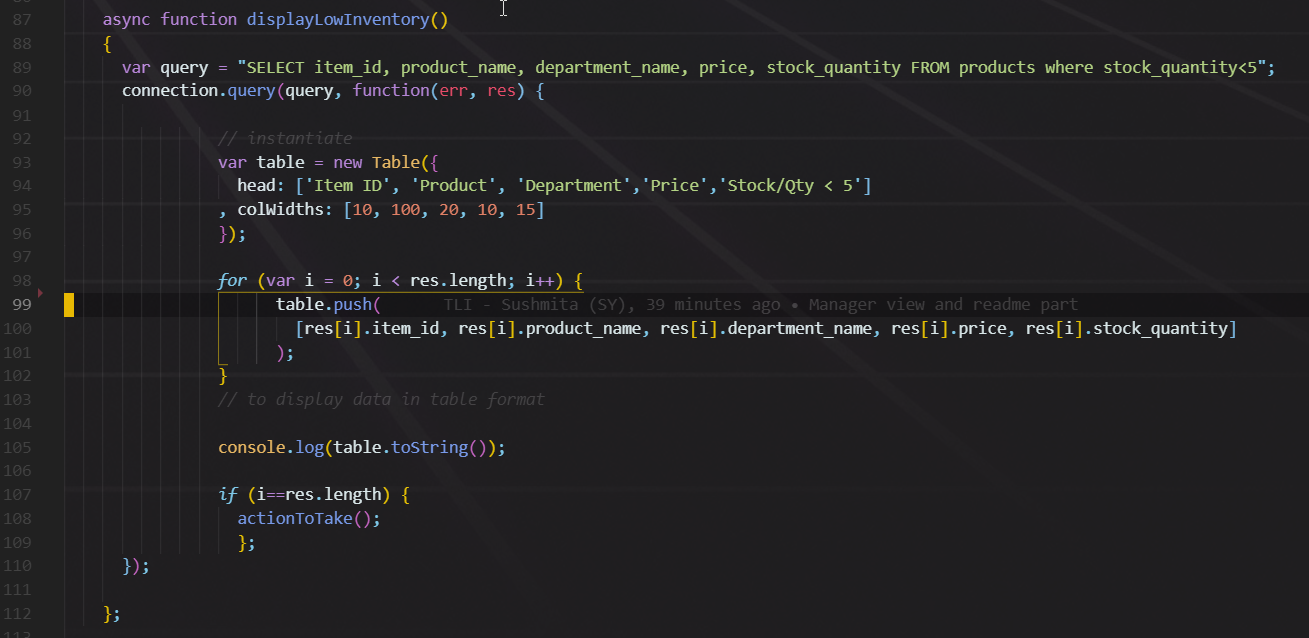 87 async function displayLowInventory()
88 {
89 var query = "SELECT item_id, product_name, department_name, price, stock_quantity FROM products where stock_quantity<5";
90 connection.query(query, function(err, res) {
91
92 // instantiate
93 var table = new Table({
94 head: ['Item ID', 'Product', 'Department','Price','Stock/Qty < 5']
95 , colWidths: [10, 100, 20, 10, 15]
96 });
97
98 for (var i = 0; i < res.length; i++) {
99 table.push( TLI - Sushmita (SY), 39 minutes ago • Manager view and readme part
100 [res[i].item_id, res[i].product_name, res[i].department_name, res[i].price, res[i].stock_quantity]
101 );
102 }
103 // to display data in table format
104
105 console.log(table.toString());
106
107 if (i==res.length) {
108 actionToTake();
109 };
110 });
111
112 };